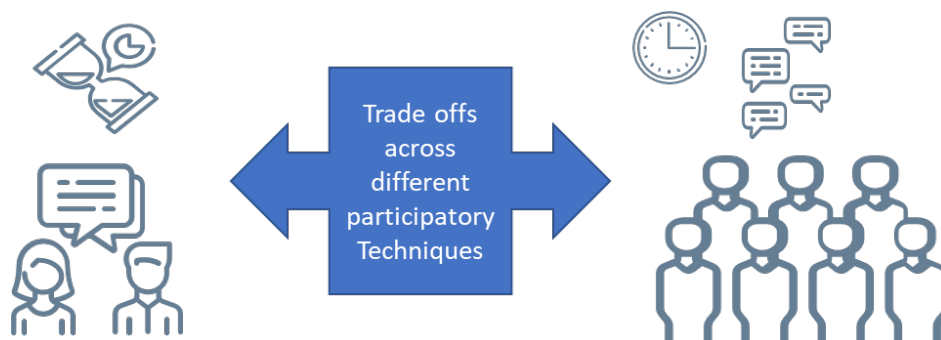 Trade offs
across
different
participatory
Techniques